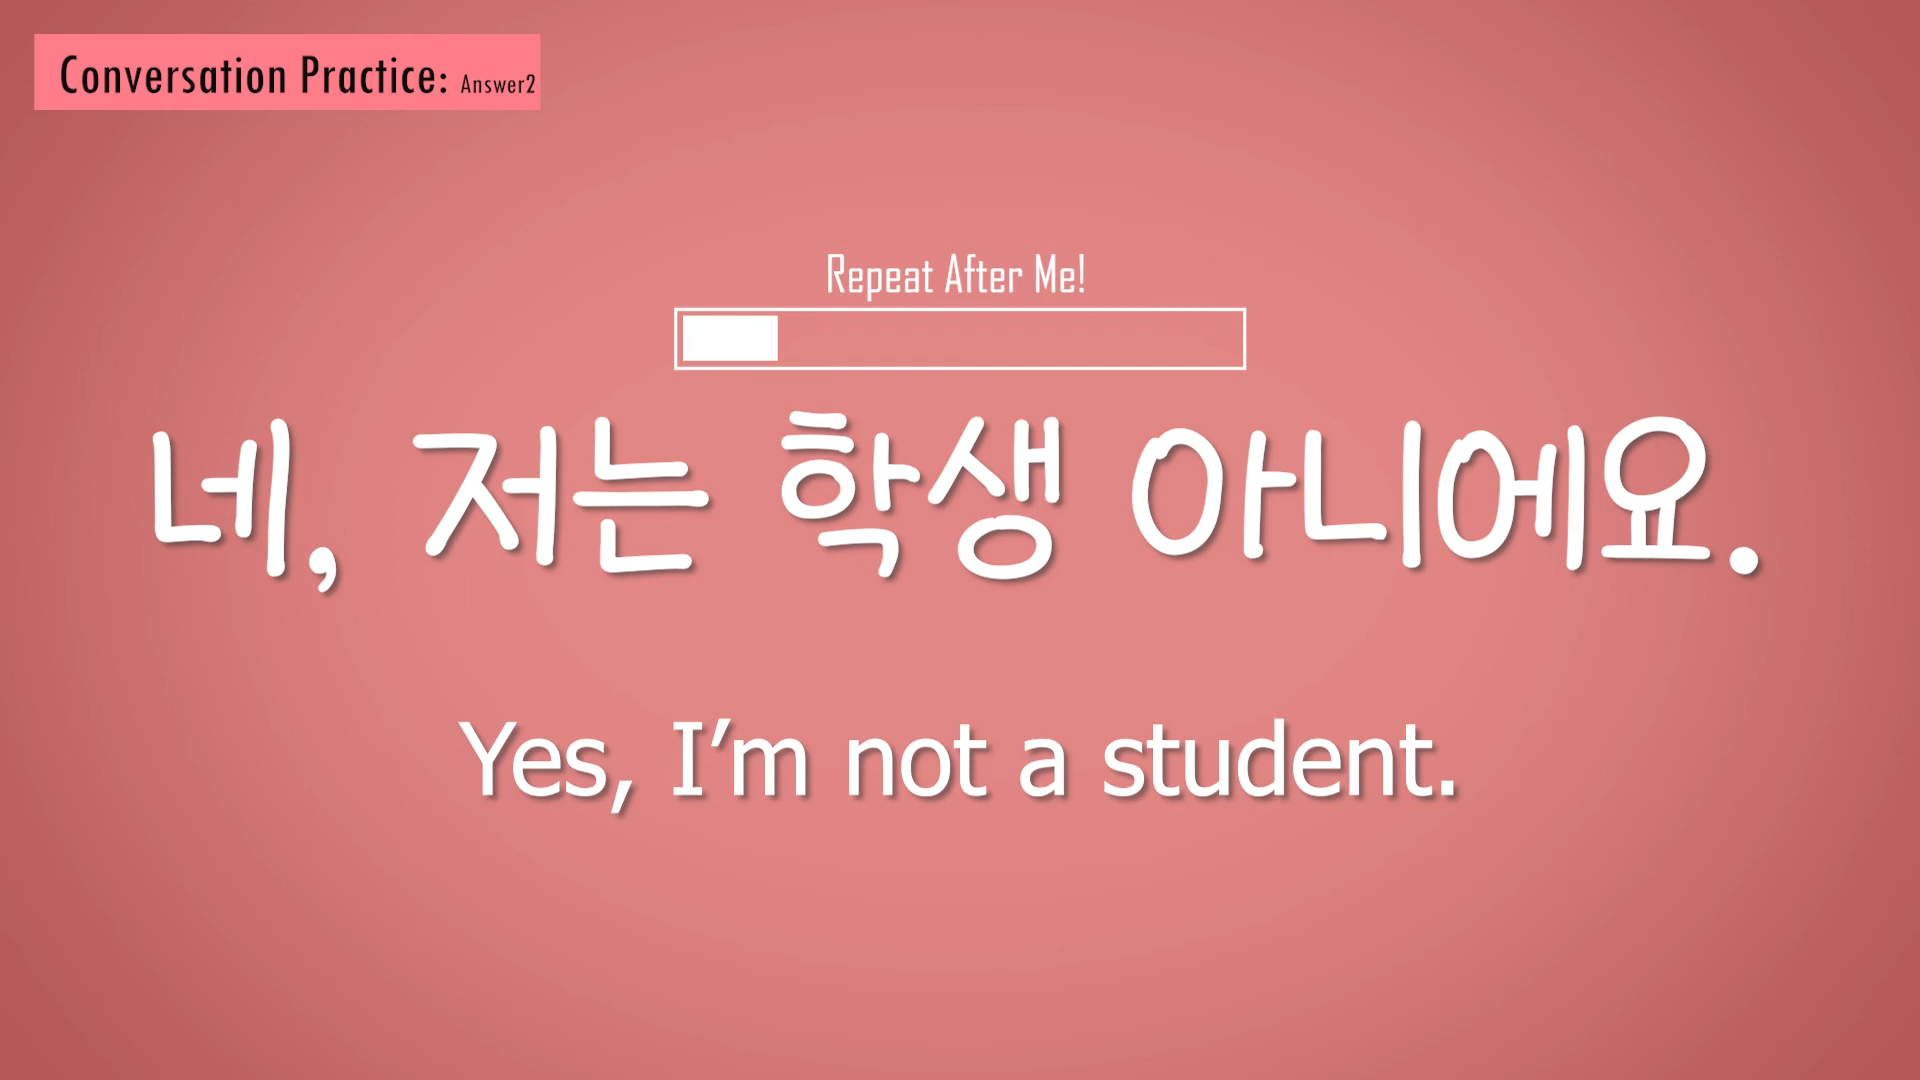 Conversation Practice: Answer2
Repeat After Me!
네, 저는 학생 아니에요.
Yes, I’m not a student.